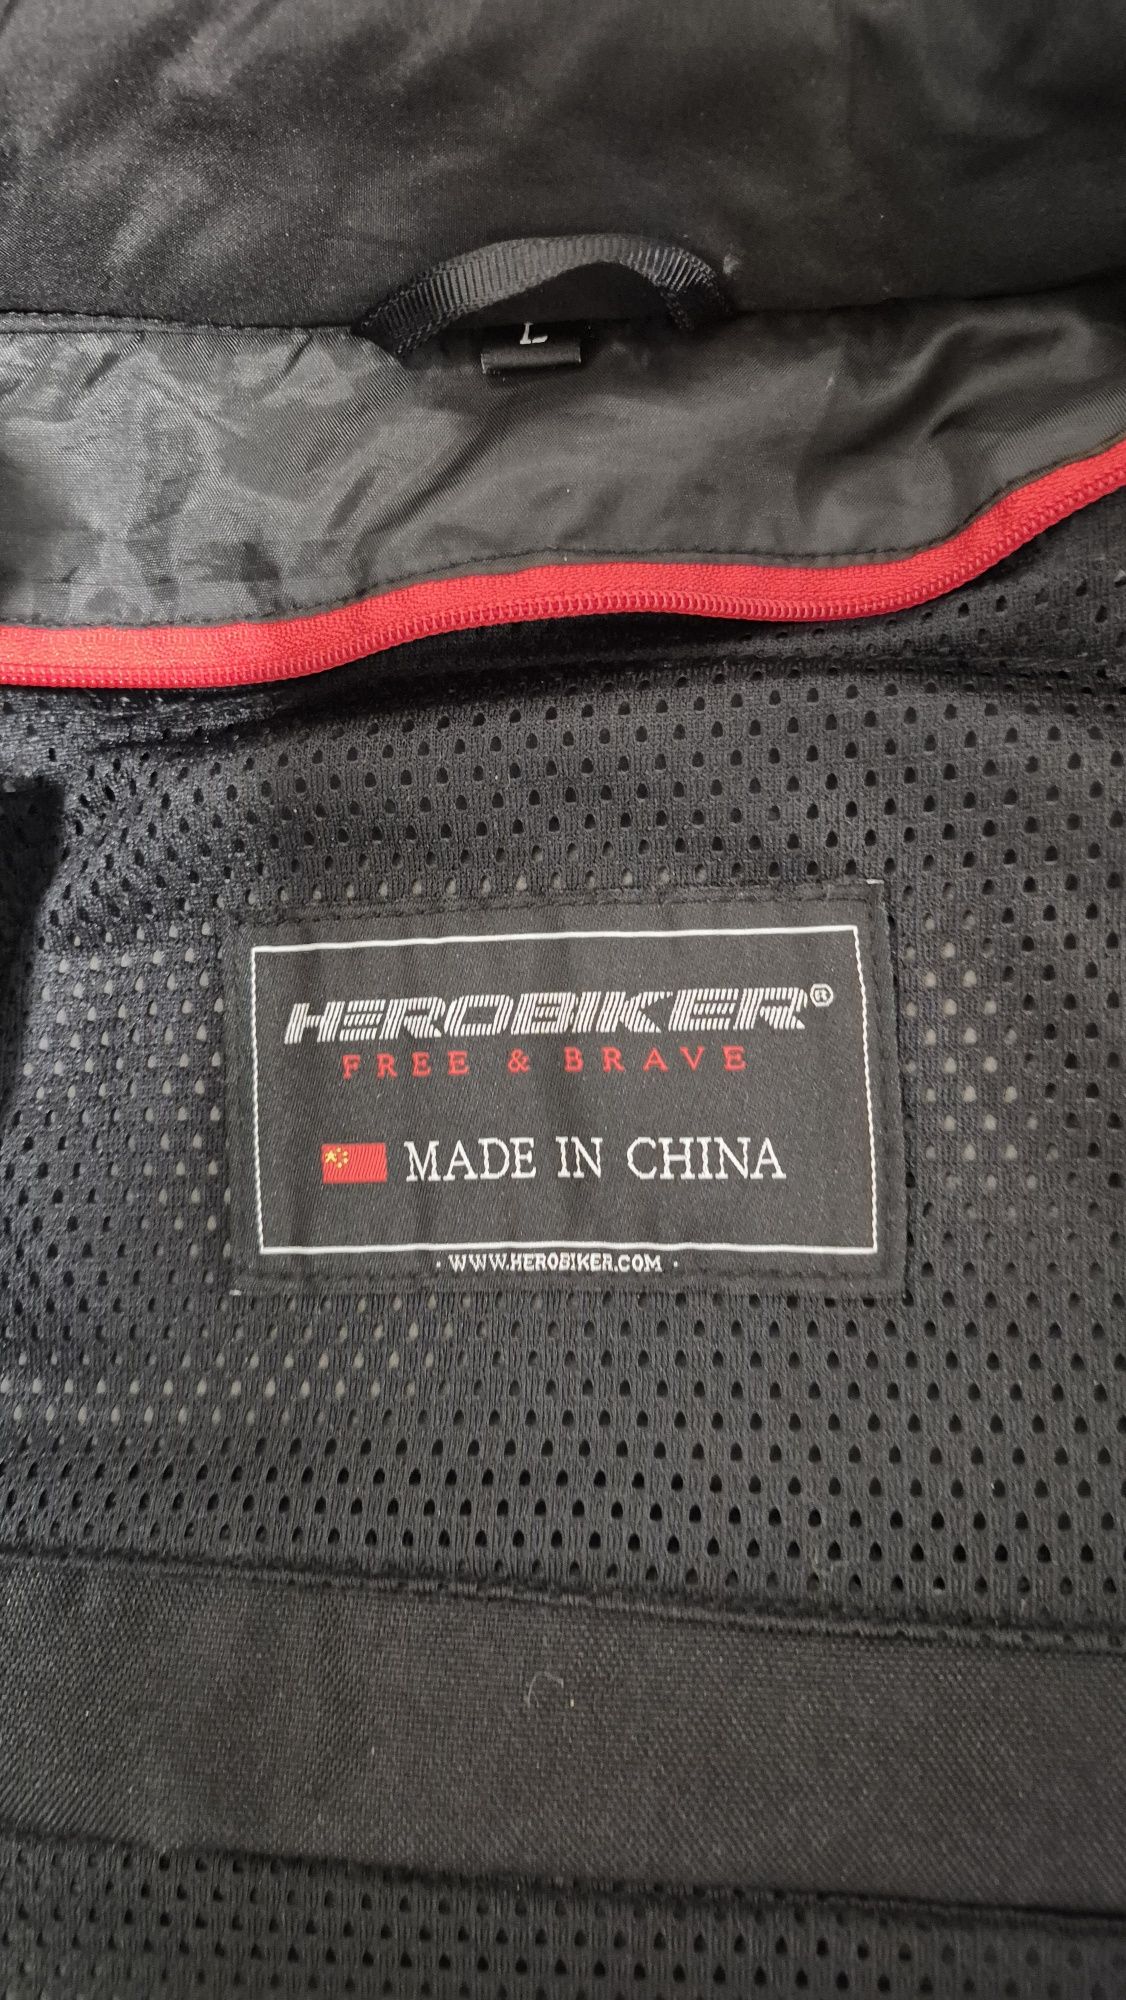 L
HEROBIKER®
FREE & BRAVE
MADE IN CHINA
· WWW.HEROBIKER.COM ·